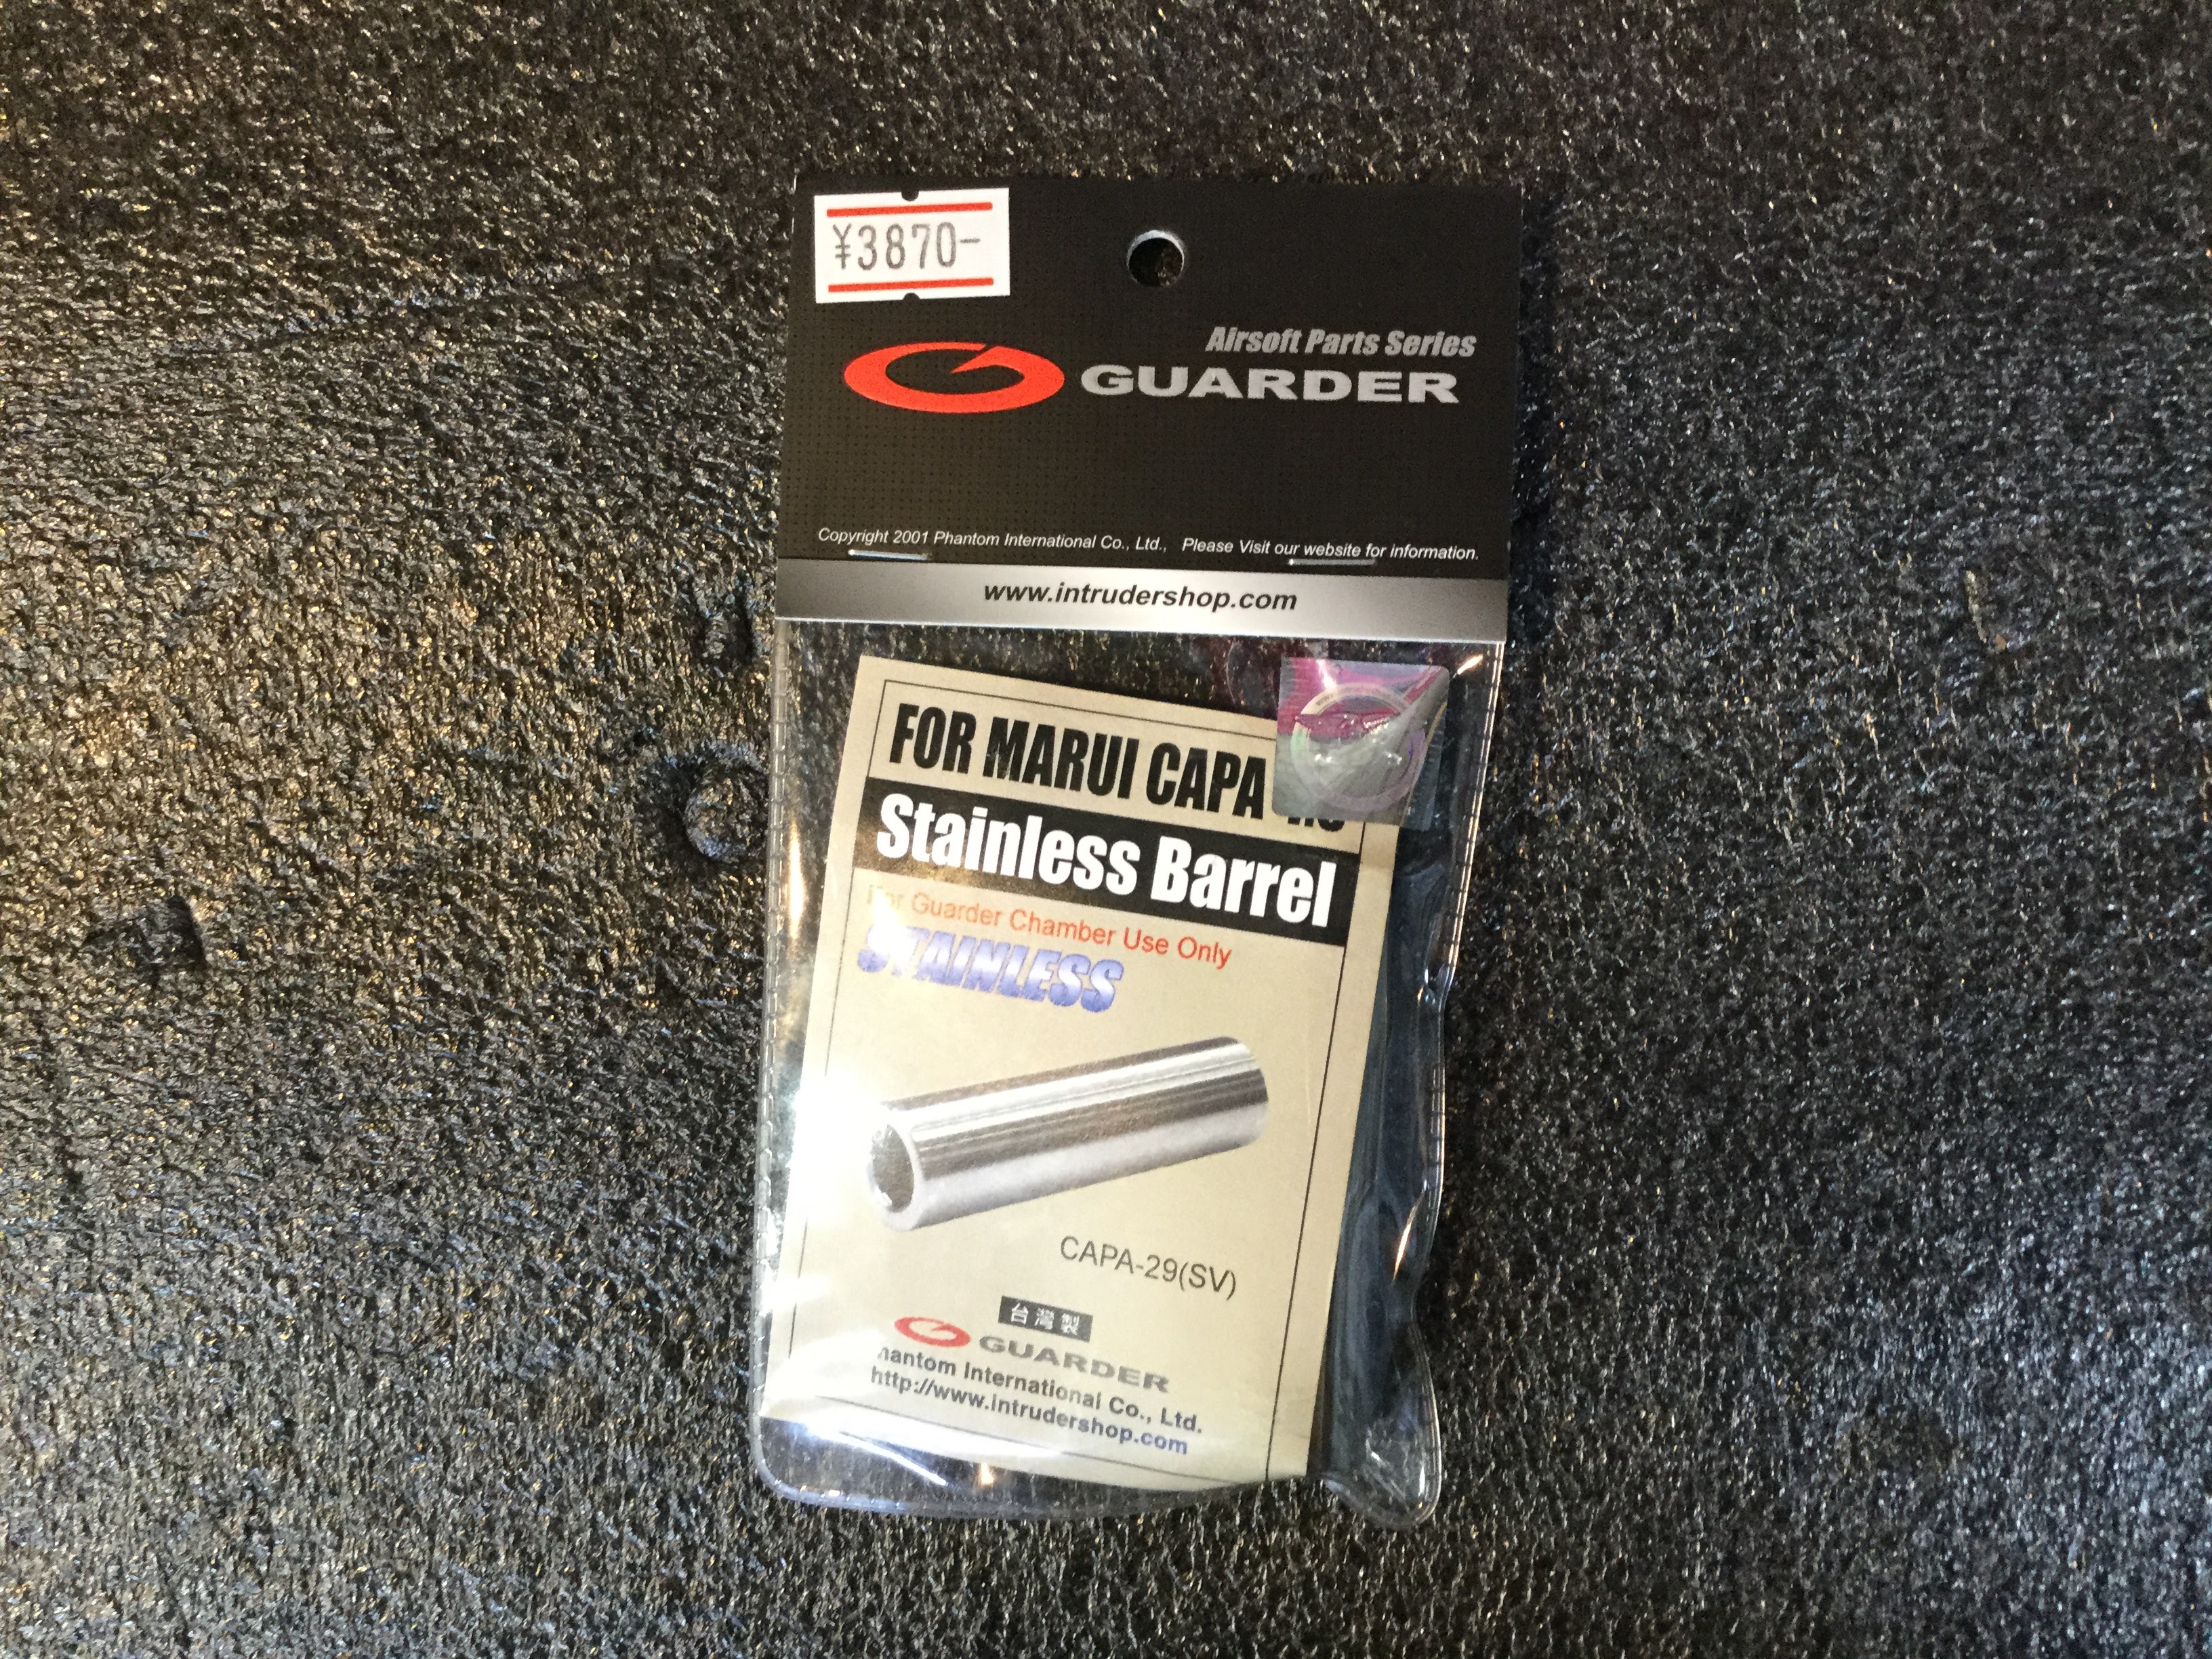 ¥3870-
Airsoft Parts Series
GUARDER
Copyright 2001 Phantom International Co., Ltd., Please Visit our website for information.
www.intrudershop.com
FOR MARUI CAPA
Stainless Barrel
For Guarder Chamber Use Only
STAINLESS
CAPA-29(SV)
台灣製
GUARDER
hantom International Co., Ltd.
http://www.intrudershop.com